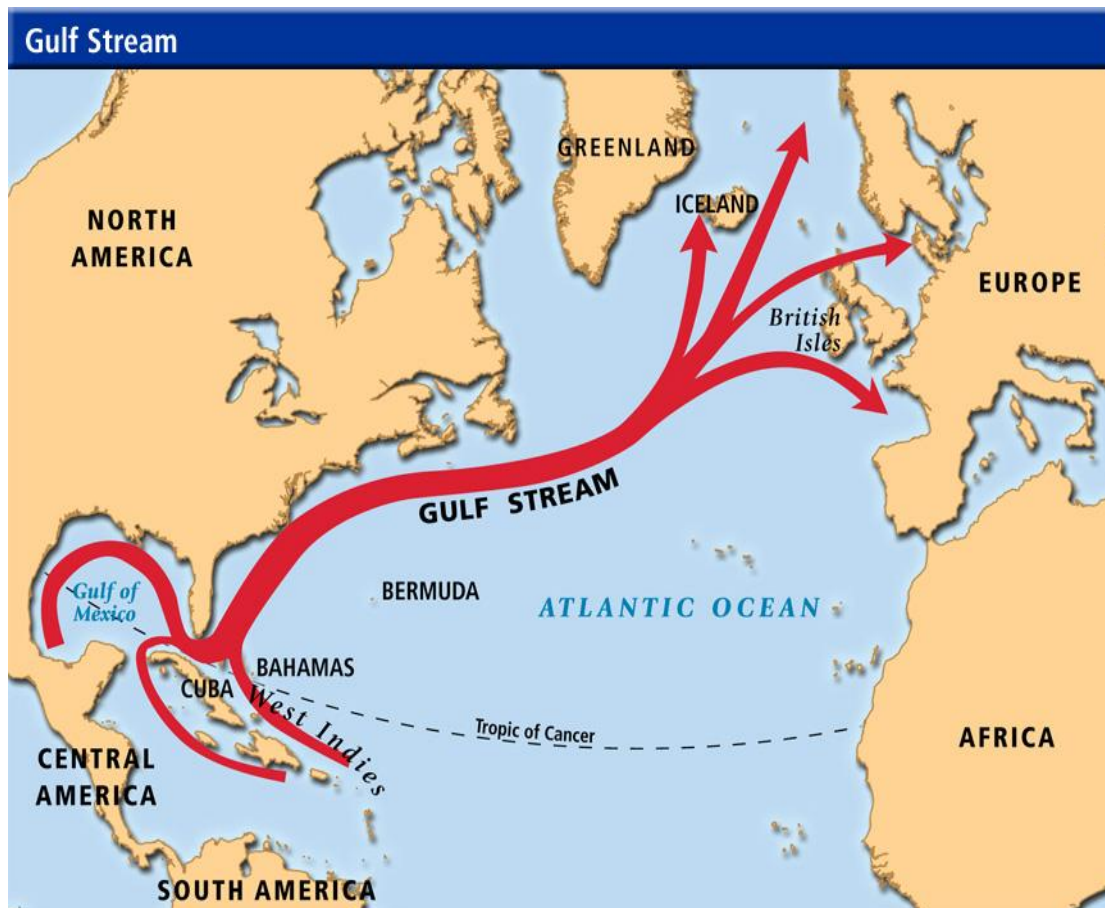 Gulf Stream
GREENLAND
ICELAND
NORTH
AMERICA
EUROPE
British
Isles
GULF STREAM
Gulf of
Mexico
BERMUDA
ATLANTIC OCEAN
BAHAMAS
CUBA
West Indies
Tropic of Cancer
AFRICA
CENTRAL
AMERICA
SOUTH AMERICA